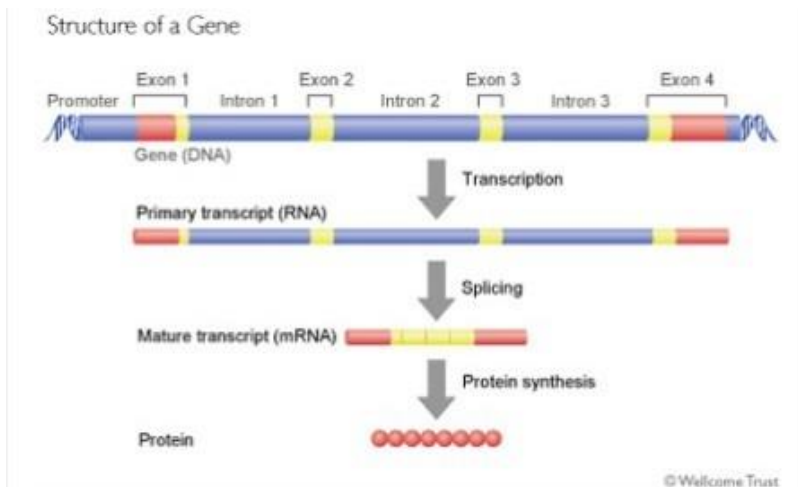 Structure of a Gene
Exon 1 Exon 2 Exon 3 Exon 4
Promoter Intron 1 Intron 2 Intron 3
Gene (DNA)
Transcription
Primary transcript (RNA)
Splicing
Mature transcript (mRNA)
Protein synthesis
Protein
© Wellcome Trust